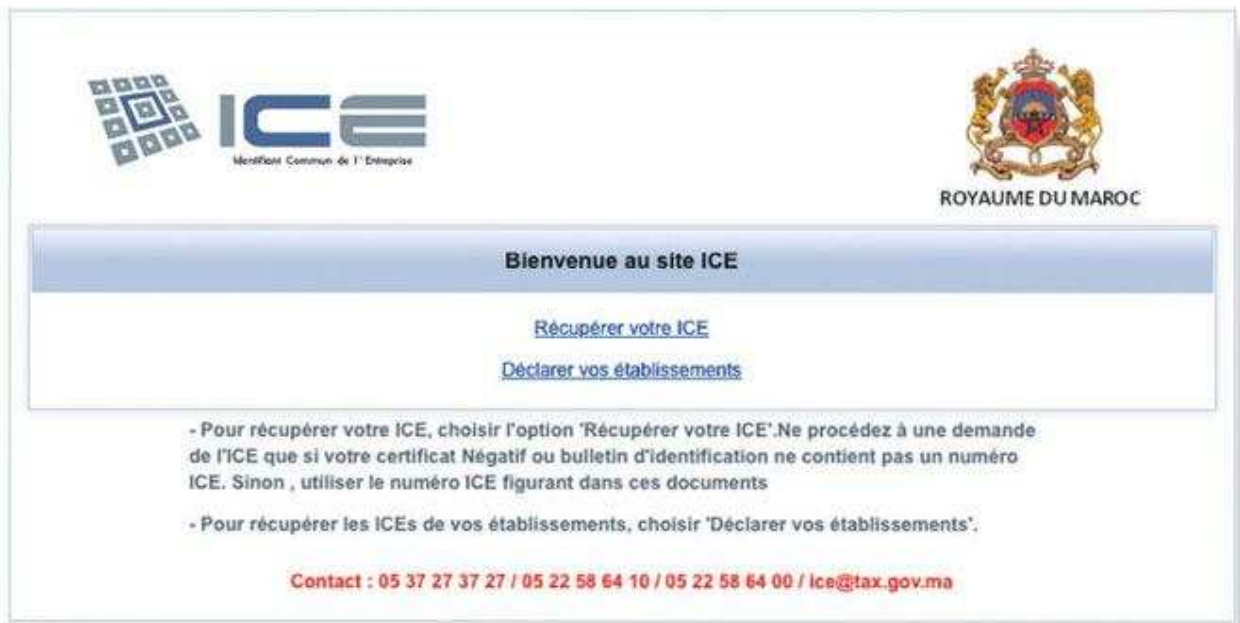 ICE
Identifiant Commun de l'Entreprise
ROYAUME DU MAROC
Bienvenue au site ICE
Récupérer votre ICE
Déclarer vos établissements
- Pour récupérer votre ICE, choisir l'option 'Récupérer votre ICE'.Ne procédez à une demande
de l'ICE que si votre certificat Négatif ou bulletin d'identification ne contient pas un numéro
ICE. Sinon , utiliser le numéro ICE figurant dans ces documents
- Pour récupérer les ICEs de vos établissements, choisir 'Déclarer vos établissements'.
Contact : 05 37 27 37 27 / 05 22 58 64 10 / 05 22 58 64 00 / ice@tax.gov.ma